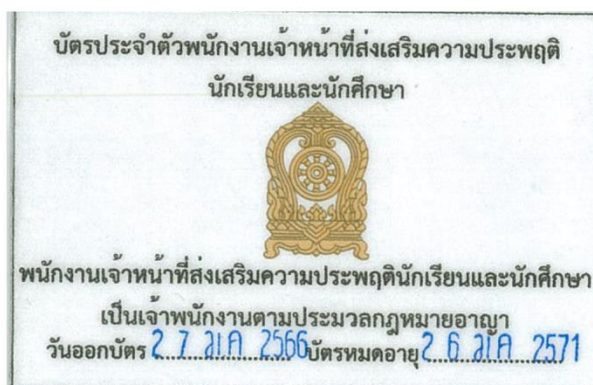 บัตรประจำตัวพนักงานเจ้าหน้าที่ส่งเสริมความประพฤติ
นักเรียนและนักศึกษา
พนักงานเจ้าหน้าที่ส่งเสริมความประพฤตินักเรียนและนักศึกษา
เป็นเจ้าพนักงานตามประมวลกฎหมายอาญา
วันออกบัตร 2 7 มี.ค. 2566 บัตรหมดอายุ 2 6 มี.ค. 2571